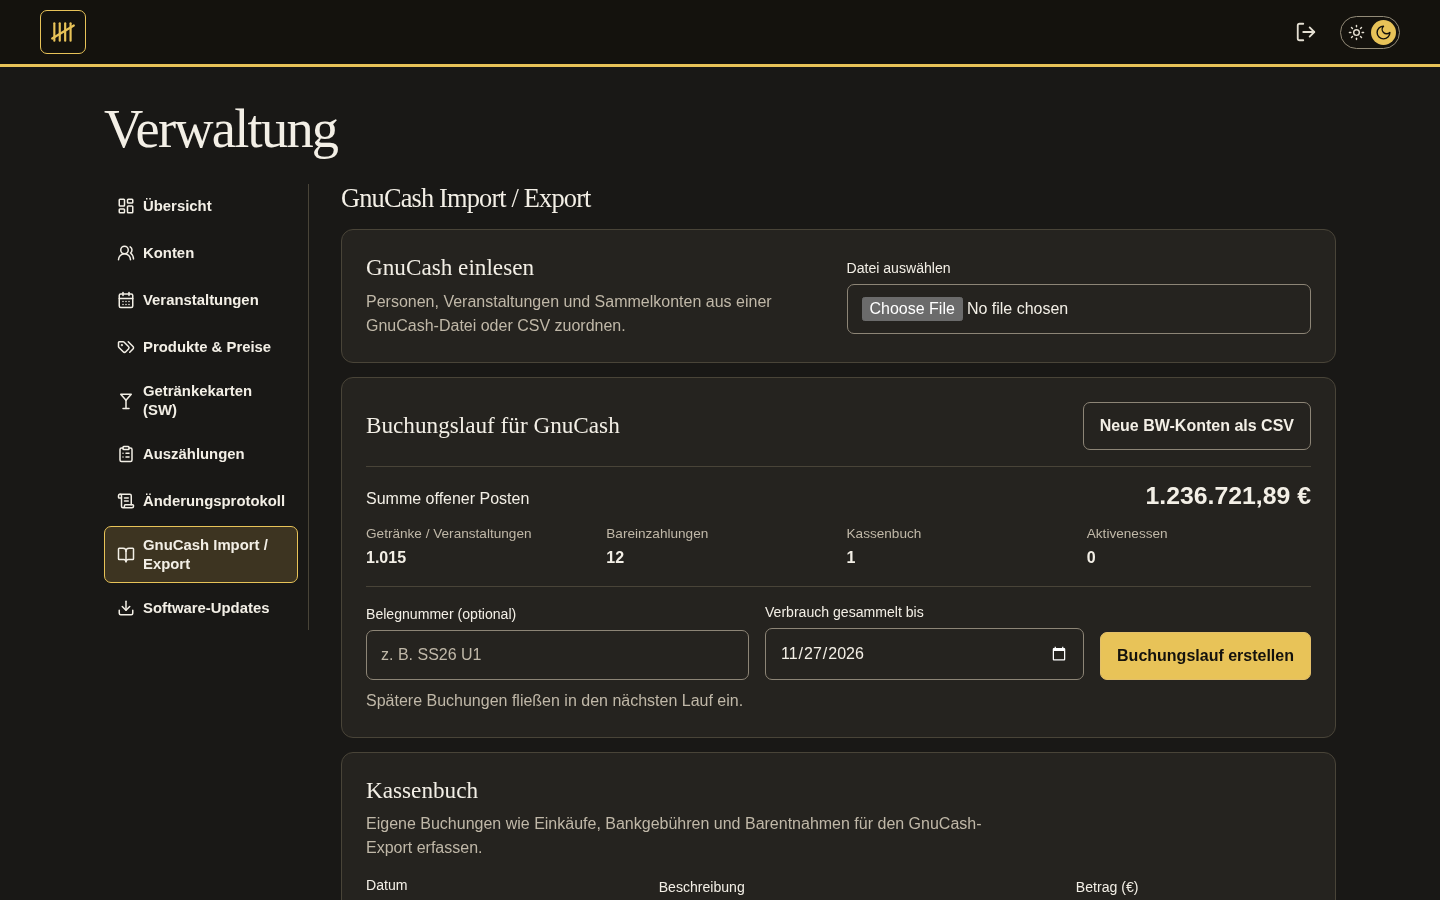 Verwaltung
Übersicht
Konten
Veranstaltungen
Produkte & Preise
Getränkekarten
(SW)
Auszählungen
Änderungsprotokoll
GnuCash Import /
Export
Software-Updates
GnuCash Import / Export
GnuCash einlesen
Personen, Veranstaltungen und Sammelkonten aus einer
GnuCash-Datei oder CSV zuordnen.
Datei auswählen
Choose File No file chosen
Buchungslauf für GnuCash
Neue BW-Konten als CSV
Summe offener Posten
1.236.721,89 €
Getränke / Veranstaltungen
1.015
Bareinzahlungen
12
Kassenbuch
1
Aktivenessen
0
Belegnummer (optional)
z. B. SS26 U1
Verbrauch gesammelt bis
11/27/2026
Buchungslauf erstellen
Spätere Buchungen fließen in den nächsten Lauf ein.
Kassenbuch
Eigene Buchungen wie Einkäufe, Bankgebühren und Barentnahmen für den GnuCash-
Export erfassen.
Datum
Beschreibung
Betrag (€)